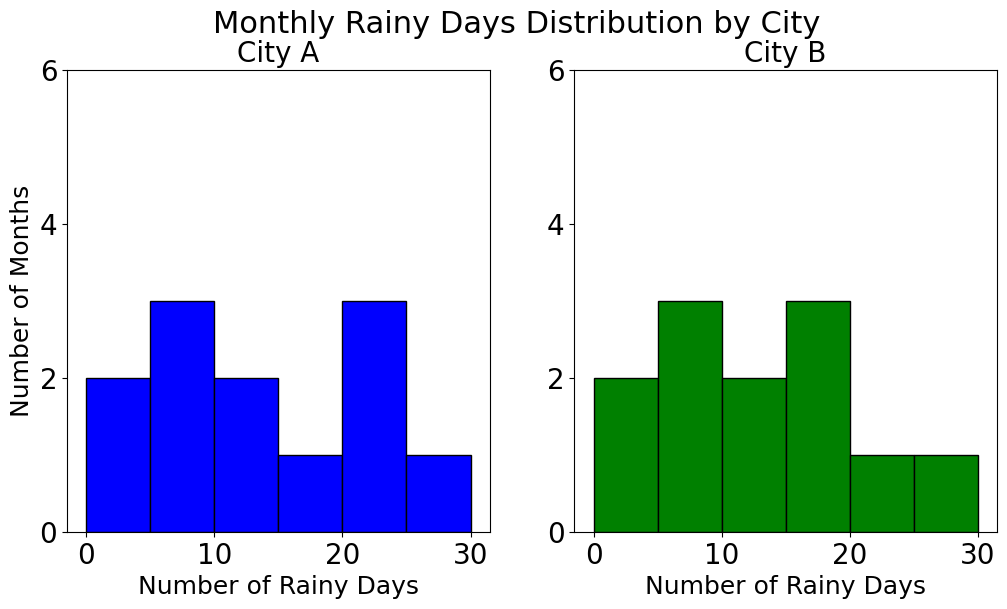 Monthly Rainy Days Distribution by City
City A
6
4
2
0
0 10 20 30
Number of Months
Number of Rainy Days
City B
6
4
2
0
0 10 20 30
Number of Rainy Days